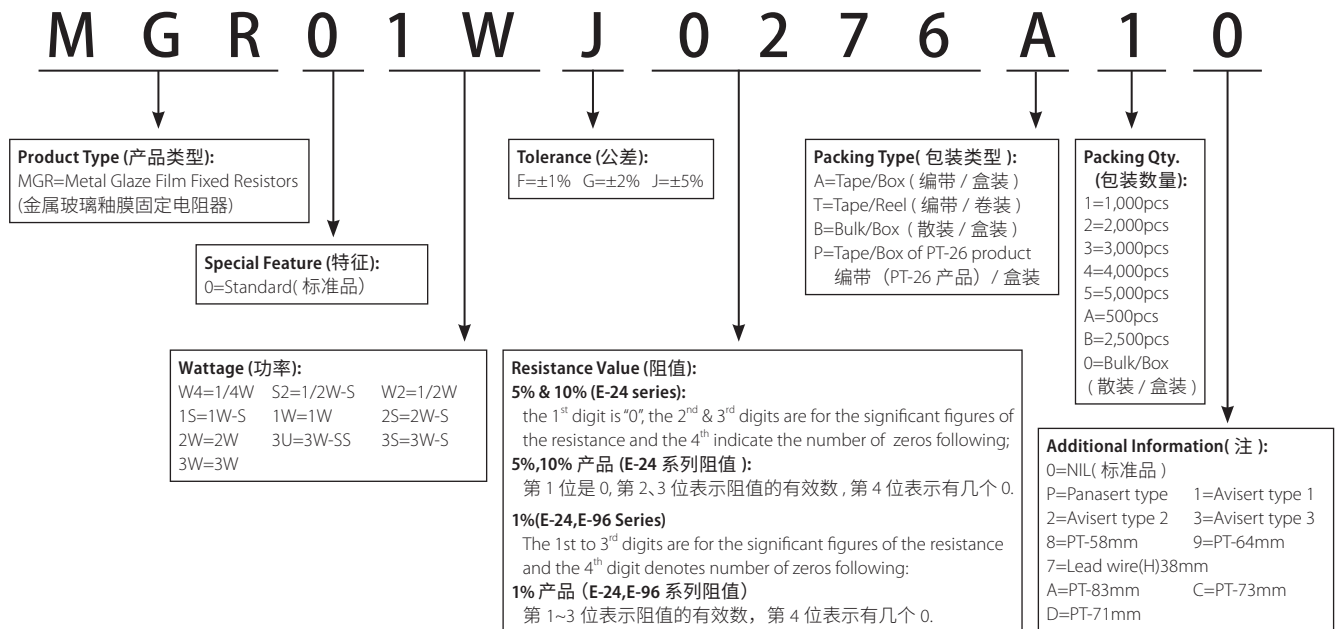 M G R 0 1 W J 0 2 7 6 A 1 0
Product Type (产品类型):
MGR=Metal Glaze Film Fixed Resistors
(金属玻璃釉膜固定电阻器)
Special Feature (特征):
0=Standard( 标准品）
Wattage (功率):
W4=1/4W S2=1/2W-S W2=1/2W
1S=1W-S 1W=1W 2S=2W-S
2W=2W 3U=3W-SS 3S=3W-S
3W=3W
Tolerance (公差):
F=±1% G=±2% J=±5%
Resistance Value (阻值):
5% & 10% (E-24 series):
the 1st digit is “0”, the 2nd & 3rd digits are for the significant figures of
the resistance and the 4th indicate the number of zeros following;
5%,10% 产品 (E-24 系列阻值 ):
第 1 位是 0, 第 2、3 位表示阻值的有效数 , 第 4 位表示有几个 0.
1%(E-24,E-96 Series)
The 1st to 3rd digits are for the significant figures of the resistance
and the 4th digit denotes number of zeros following:
1% 产品（E-24,E-96 系列阻值）
第 1~3 位表示阻值的有效数，第 4 位表示有几个 0.
Packing Type( 包装类型 ):
A=Tape/Box ( 编带 / 盒装 )
T=Tape/Reel ( 编带 / 卷装 )
B=Bulk/Box ( 散装 / 盒装 )
P=Tape/Box of PT-26 product
编带（PT-26 产品）/ 盒装
Packing Qty.
(包装数量):
1=1,000pcs
2=2,000pcs
3=3,000pcs
4=4,000pcs
5=5,000pcs
A=500pcs
B=2,500pcs
0=Bulk/Box
( 散装 / 盒装 )
Additional Information( 注 ):
0=NIL( 标准品 )
P=Panasert type 1=Avisert type 1
2=Avisert type 2 3=Avisert type 3
8=PT-58mm 9=PT-64mm
7=Lead wire(H)38mm
A=PT-83mm C=PT-73mm
D=PT-71mm